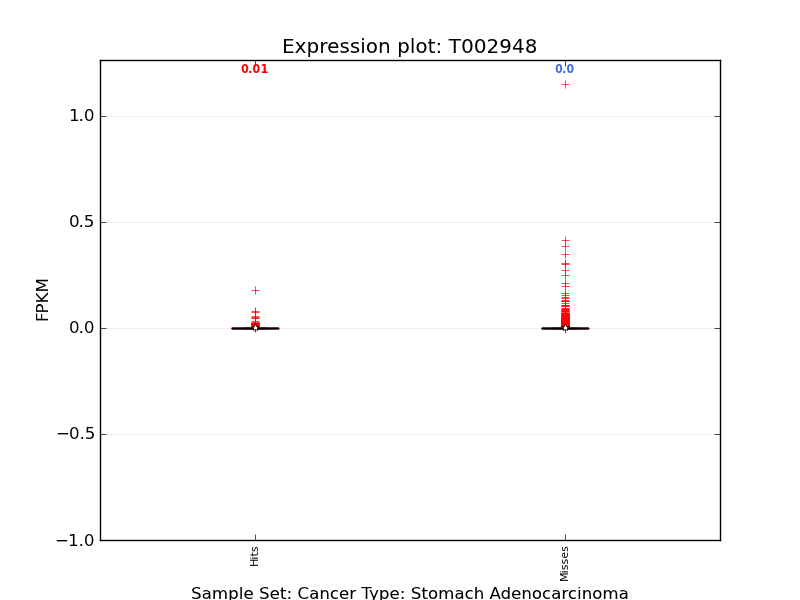 Expression plot: T002948
0.01
0.0
1.0
0.5
0.0
−0.5
−1.0
FPKM
Hits
Misses
Sample Set: Cancer Type: Stomach Adenocarcinoma